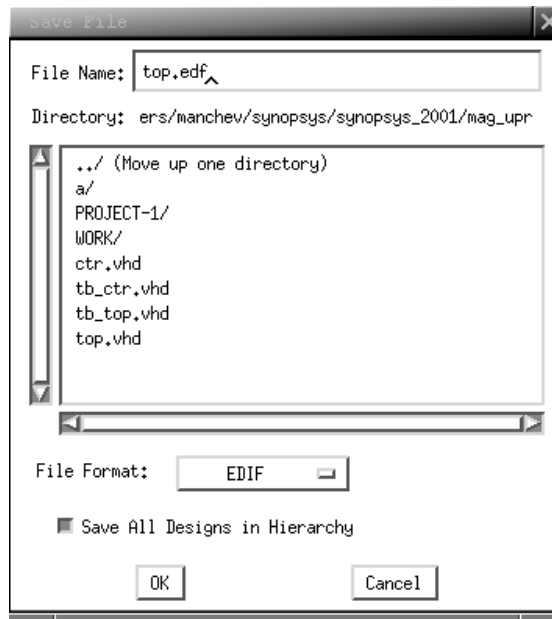 Save File
File Name: top.edf
Directory: ers/manchev/synopsys/synopsys_2001/mag_upr
../ (Move up one directory)
a/
PROJECT-1/
WORK/
ctr.vhd
tb_ctr.vhd
tb_top.vhd
top.vhd
File Format: EDIF
Save All Designs in Hierarchy
OK Cancel